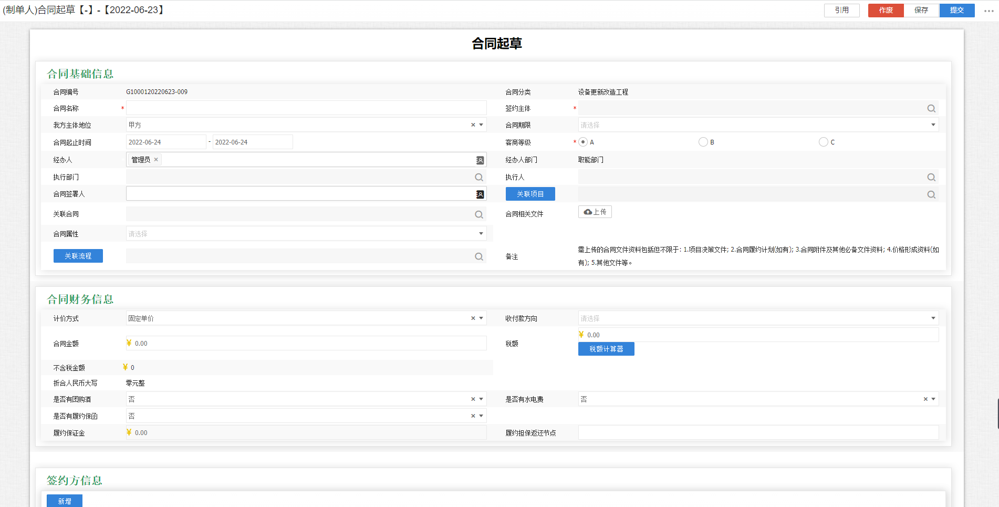 (制单人)合同起草【-】-【2022-06-23】
引用 作废 保存 提交
合同起草
合同基础信息
合同编号 G1000120220623-009 合同分类 设备更新改造工程
合同名称 * 签约主体 *
我方主体地位 甲方 × 合同期限 请选择
合同起止时间 2022-06-24 - 2022-06-24 客商等级 * A B C
经办人 管理员 × 经办人部门 职能部门
执行部门 执行人
合同签署人 关联项目
关联合同 合同相关文件 上传
合同属性 请选择
关联流程 备注 需上传的合同文件资料包括但不限于: 1.项目决策文件; 2.合同履约计划(如有); 3.合同附件及其他必备文件资料; 4.价格形成资料(如
有); 5.其他文件等。
合同财务信息
计价方式 固定单价 × 收付款方向 请选择
合同金额 ¥ 0.00 税额 ¥ 0.00
税额计算器
不含税金额 ¥ 0
折合人民币大写 零元整
是否有团购酒 否 × 是否有水电费 否 ×
是否有履约保函 否 ×
履约保证金 ¥ 0.00 履约担保返还节点
签约方信息
新增